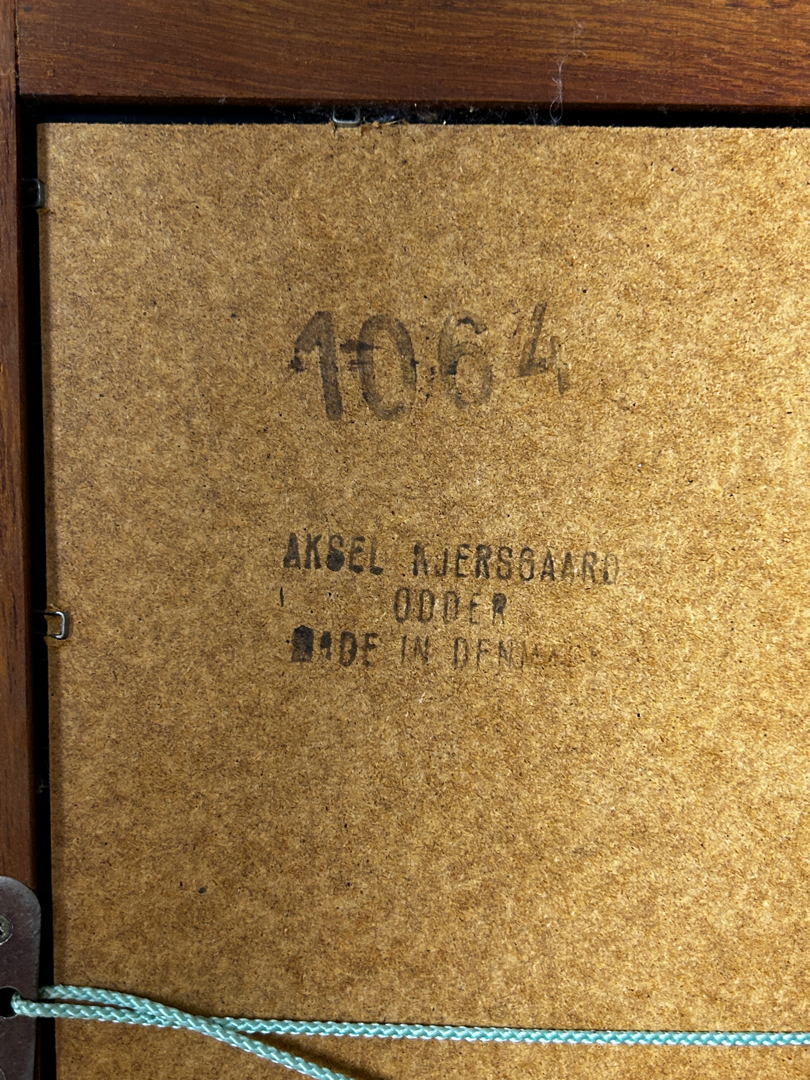 1064
AKSEL KJERSGAARD
ODDER
MADE IN DENMARK